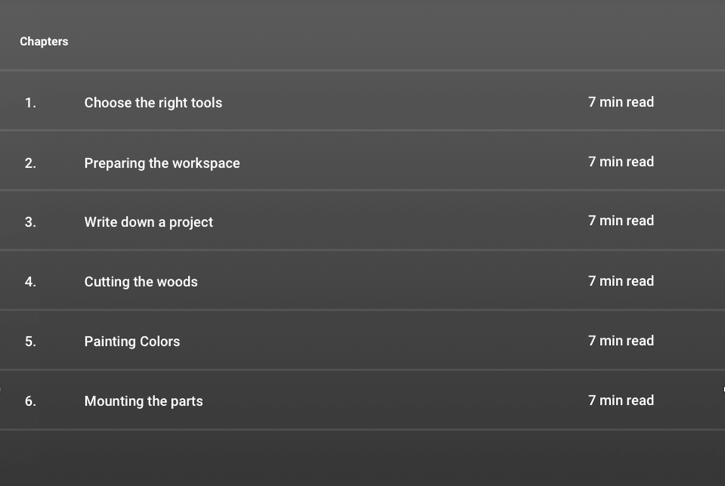 Chapters
1. Choose the right tools 7 min read
2. Preparing the workspace 7 min read
3. Write down a project 7 min read
4. Cutting the woods 7 min read
5. Painting Colors 7 min read
6. Mounting the parts 7 min read